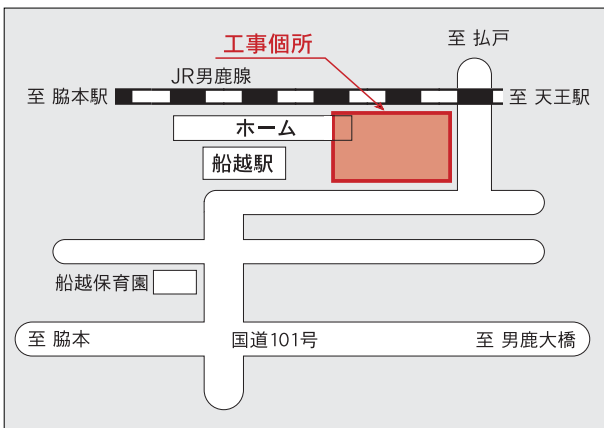 工事個所
至 払戸
JR男鹿腺
至 脇本駅
至 天王駅
ホーム
船越駅
船越保育園
至 脇本
国道101号
至 男鹿大橋